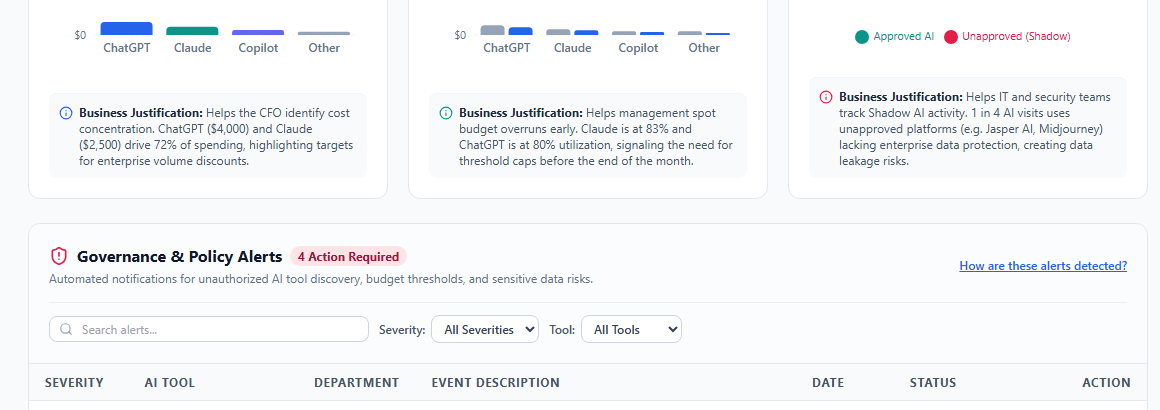 $0
ChatGPT Claude Copilot Other
Business Justification: Helps the CFO identify cost
concentration. ChatGPT ($4,000) and Claude
($2,500) drive 72% of spending, highlighting targets
for enterprise volume discounts.
$0
ChatGPT Claude Copilot Other
Business Justification: Helps management spot
budget overruns early. Claude is at 83% and
ChatGPT is at 80% utilization, signaling the need for
threshold caps before the end of the month.
Approved AI Unapproved (Shadow)
Business Justification: Helps IT and security teams
track Shadow AI activity. 1 in 4 AI visits uses
unapproved platforms (e.g. Jasper AI, Midjourney)
lacking enterprise data protection, creating data
leakage risks.
Governance & Policy Alerts 4 Action Required
Automated notifications for unauthorized AI tool discovery, budget thresholds, and sensitive data risks.
How are these alerts detected?
Search alerts... Severity: All Severities Tool: All Tools
SEVERITY AI TOOL DEPARTMENT EVENT DESCRIPTION DATE STATUS ACTION